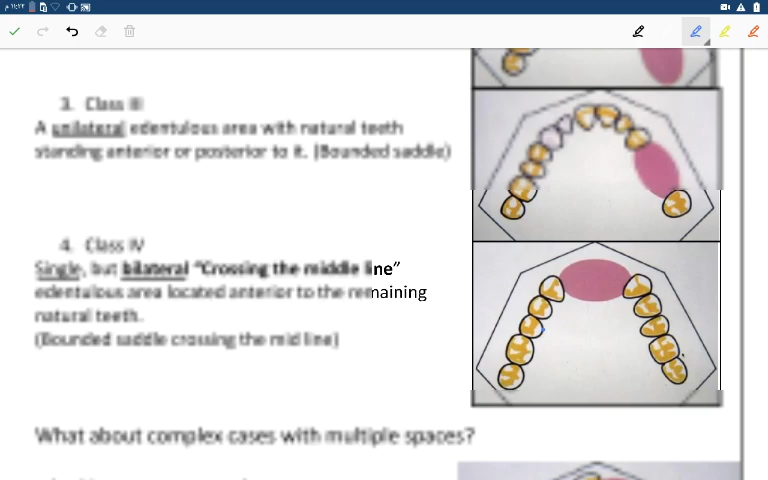 3. Class III
A unilateral edentulous area with natural teeth
standing anterior or posterior to it. (Bounded saddle)
4. Class IV
Single, but bilateral “Crossing the middle line”
edentulous area located anterior to the remaining
natural teeth.
(Bounded saddle crossing the mid line)
What about complex cases with multiple spaces?